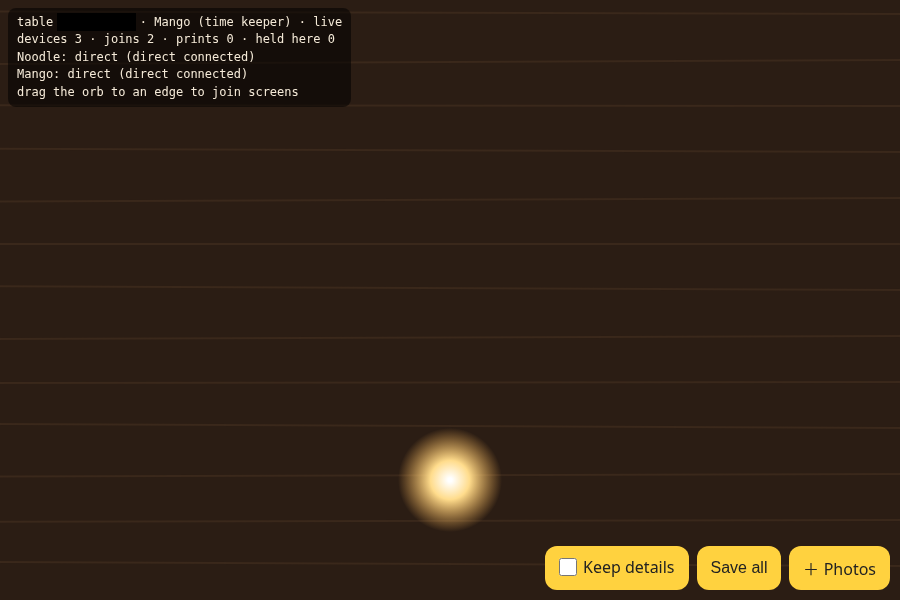 table · Mango (time keeper) · live
devices 3 · joins 2 · prints 0 · held here 0
Noodle: direct (direct connected)
Mango: direct (direct connected)
drag the orb to an edge to join screens
Keep details
Save all
+ Photos